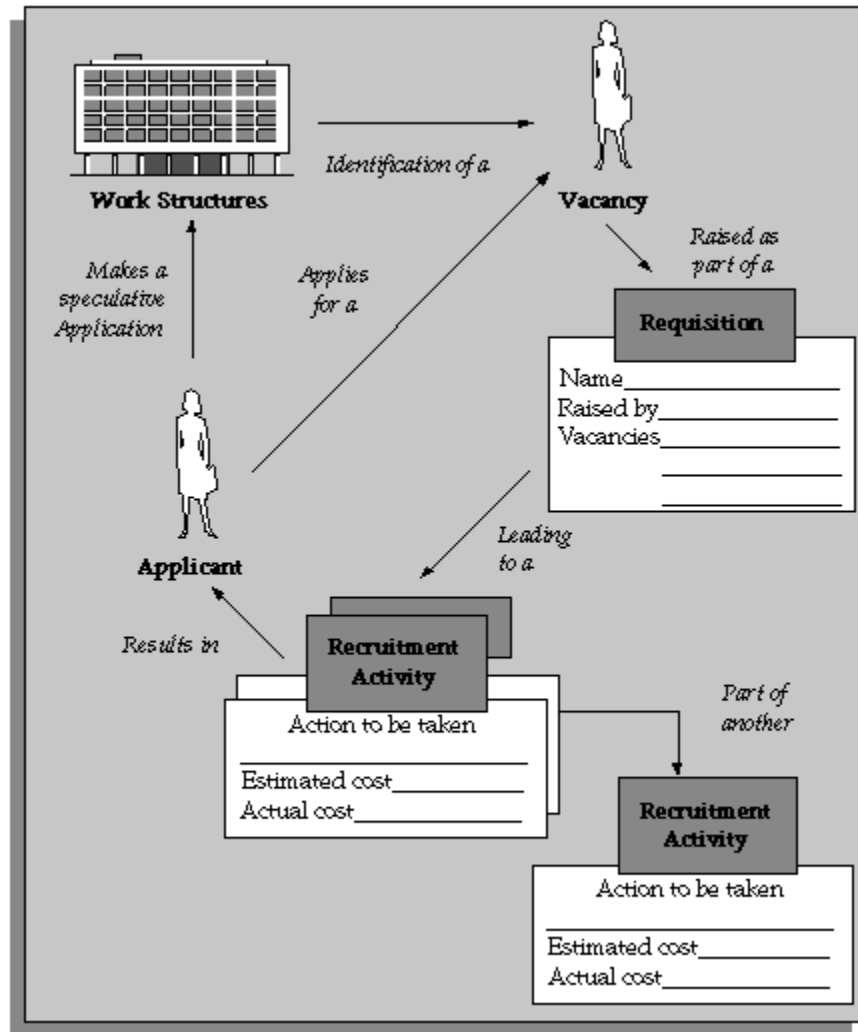 Identification of a
Work Structures
Vacancy
Makes a
speculative
Application
Applies
for a
Raised as
part of a
Requisition
Name
Raised by
Vacancies
Applicant
Leading
to a
Results in
Recruitment
Activity
Action to be taken
Estimated cost
Actual cost
Part of
another
Recruitment
Activity
Action to be taken
Estimated cost
Actual cost